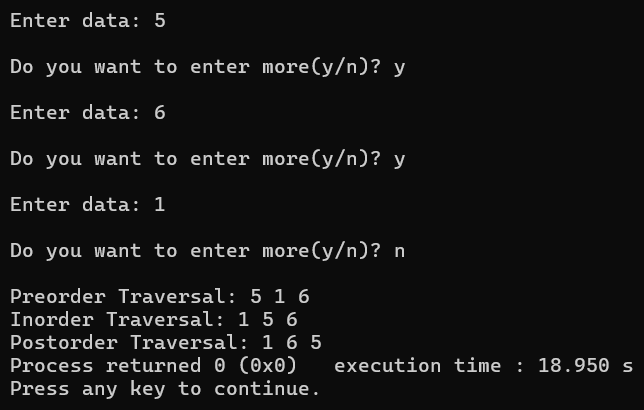 Enter data: 5
Do you want to enter more(y/n)? y
Enter data: 6
Do you want to enter more(y/n)? y
Enter data: 1
Do you want to enter more(y/n)? n
Preorder Traversal: 5 1 6
Inorder Traversal: 1 5 6
Postorder Traversal: 1 6 5
Process returned 0 (0x0)   execution time : 18.950 s
Press any key to continue.